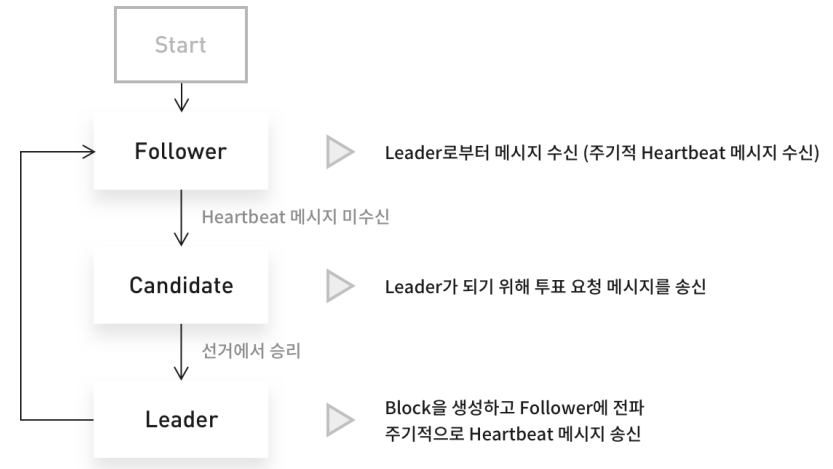 Start
Follower
Leader로부터 메시지 수신 (주기적 Heartbeat 메시지 수신)
Heartbeat 메시지 미수신
Candidate
Leader가 되기 위해 투표 요청 메시지를 송신
선거에서 승리
Leader
Block을 생성하고 Follower에 전파
주기적으로 Heartbeat 메시지 송신